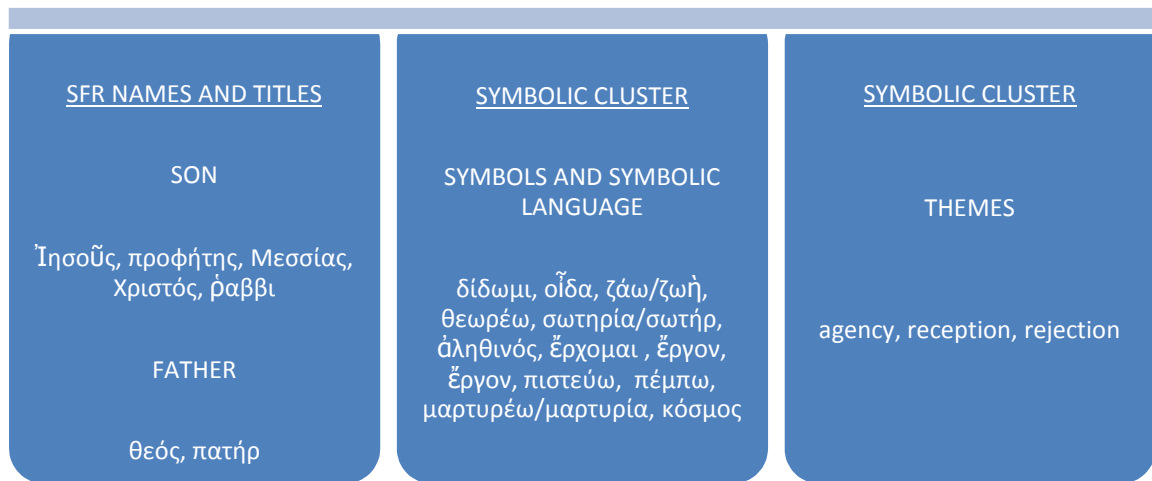 SFR NAMES AND TITLES
SON
Ἰησοῦς, προφήτης, Μεσσίας,
Χριστός, ῥαββι
FATHER
θεός, πατήρ
SYMBOLIC CLUSTER
SYMBOLS AND SYMBOLIC
LANGUAGE
δίδωμι, οἶδα, ζάω/ζωὴ,
θεωρέω, σωτηρία/σωτήρ,
ἀληθινός, ἔρχομαι , ἔργον,
ἔργον, πιστεύω, πέμπω,
μαρτυρέω/μαρτυρία, κόσμος
SYMBOLIC CLUSTER
THEMES
agency, reception, rejection